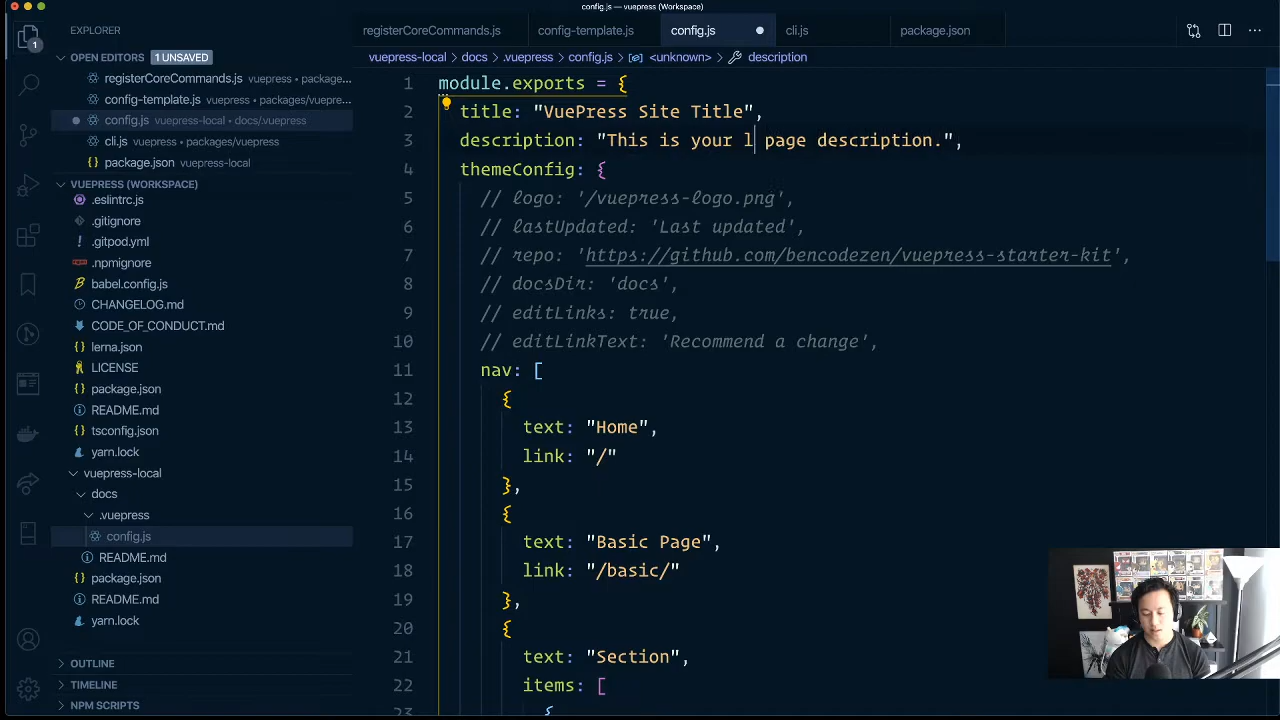 config.js — vuepress (Workspace)
EXPLORER
registerCoreCommands.js
config-template.js
config.js
cli.js
package.json
1
OPEN EDITORS 1 UNSAVED
vuepress-local docs .vuepress config.js <unknown> description
registerCoreCommands.js vuepress • package...
config-template.js vuepress • packages/vuepre...
config.js vuepress-local • docs/.vuepress
cli.js vuepress • packages/vuepress
package.json vuepress-local
VUEPRESS (WORKSPACE)
.eslintrc.js
.gitignore
.gitpod.yml
.npmignore
babel.config.js
CHANGELOG.md
CODE_OF_CONDUCT.md
lerna.json
LICENSE
package.json
README.md
tsconfig.json
yarn.lock
vuepress-local
docs
.vuepress
config.js
README.md
package.json
README.md
yarn.lock
OUTLINE
TIMELINE
NPM SCRIPTS
1 module.exports = {
2 title: "VuePress Site Title",
3 description: "This is your l page description.",
4 themeConfig: {
5 // logo: '/vuepress-logo.png',
6 // lastUpdated: 'Last updated',
7 // repo: 'https://github.com/bencodezen/vuepress-starter-kit',
8 // docsDir: 'docs',
9 // editLinks: true,
10 // editLinkText: 'Recommend a change',
11 nav: [
12 {
13 text: "Home",
14 link: "/"
15 },
16 {
17 text: "Basic Page",
18 link: "/basic/"
19 },
20 {
21 text: "Section",
22 items: [
23 {